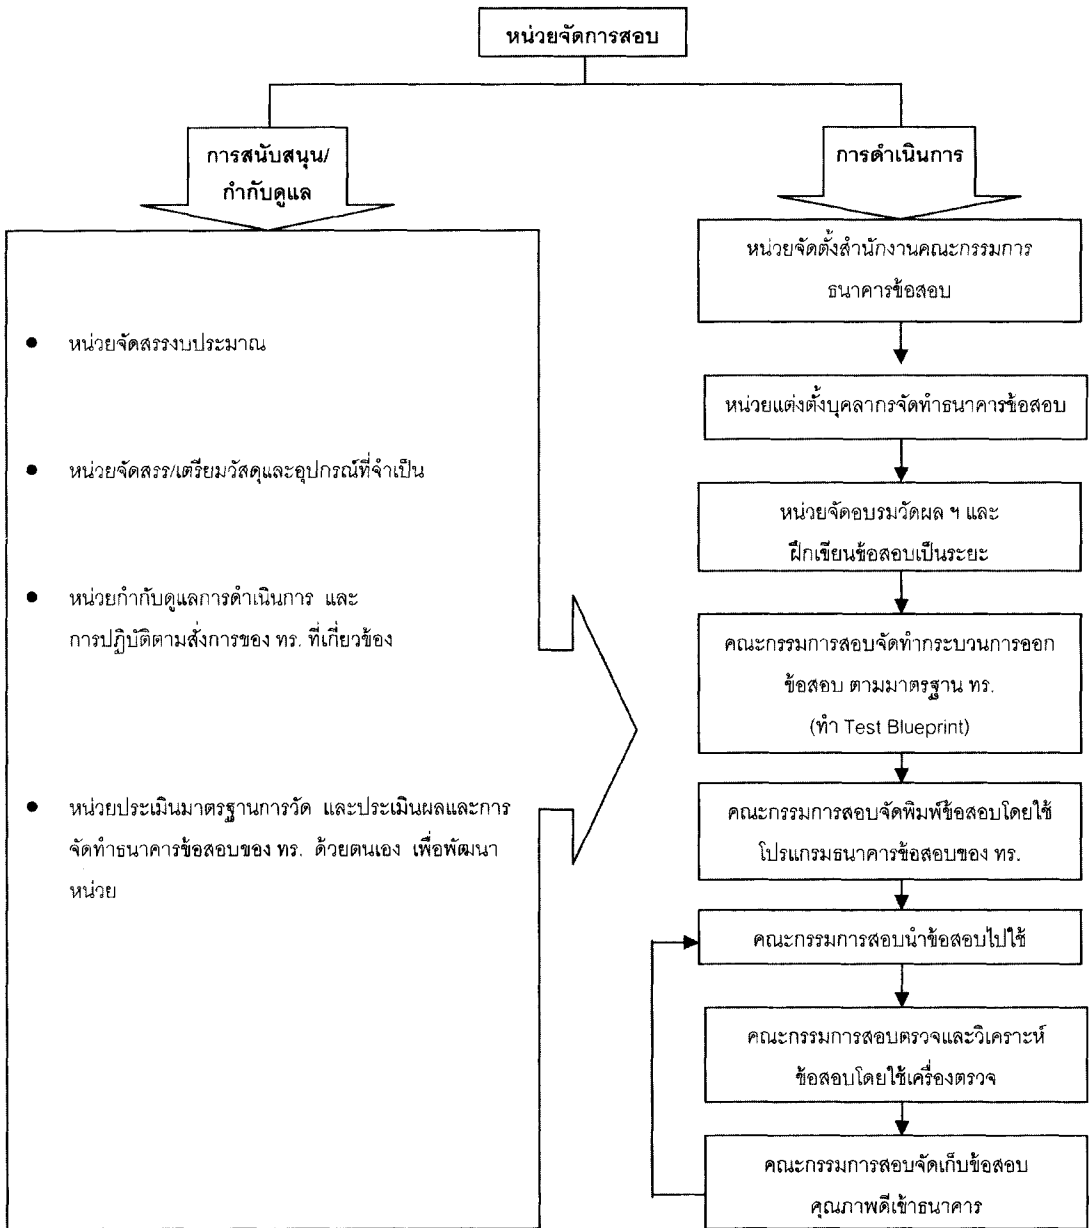 หน่วยจัดการสอบ
การสนับสนุน/
กำกับดูแล
หน่วยจัดสรรงบประมาณ
หน่วยจัดสรร/เตรียมวัสดุและอุปกรณ์ที่จำเป็น
หน่วยกำกับดูแลการดำเนินการ และ
การปฏิบัติตามสั่งการของ ทร. ที่เกี่ยวข้อง
หน่วยประเมินมาตรฐานการวัด และประเมินผลและการ
จัดทำธนาคารข้อสอบของ ทร. ด้วยตนเอง เพื่อพัฒนา
หน่วย
การดำเนินการ
หน่วยจัดตั้งสำนักงานคณะกรรมการ
ธนาคารข้อสอบ
หน่วยแต่งตั้งบุคลากรจัดทำธนาคารข้อสอบ
หน่วยจัดอบรมวัดผล ฯ และ
ฝึกเขียนข้อสอบเป็นระยะ
คณะกรรมการสอบจัดทำกระบวนการออก
ข้อสอบ ตามมาตรฐาน ทร.
(ทำ Test Blueprint)
คณะกรรมการสอบจัดพิมพ์ข้อสอบโดยใช้
โปรแกรมธนาคารข้อสอบของ ทร.
คณะกรรมการสอบนำข้อสอบไปใช้
คณะกรรมการสอบตรวจและวิเคราะห์
ข้อสอบโดยใช้เครื่องตรวจ
คณะกรรมการสอบจัดเก็บข้อสอบ
คุณภาพดีเข้าธนาคาร